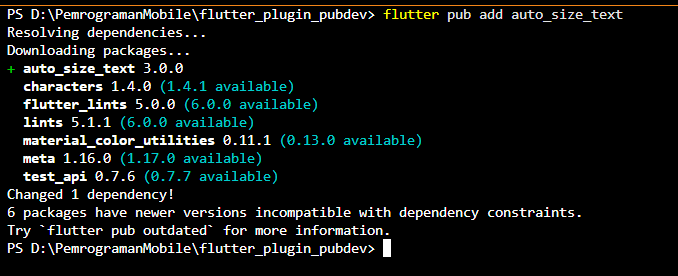 PS D:\PemrogramanMobile\flutter_plugin_pubdev> flutter pub add auto_size_text
Resolving dependencies...
Downloading packages...
+ auto_size_text 3.0.0
  characters 1.4.0 (1.4.1 available)
  flutter_lints 5.0.0 (6.0.0 available)
  lints 5.1.1 (6.0.0 available)
  material_color_utilities 0.11.1 (0.13.0 available)
  meta 1.16.0 (1.17.0 available)
  test_api 0.7.6 (0.7.7 available)
Changed 1 dependency!
6 packages have newer versions incompatible with dependency constraints.
Try `flutter pub outdated` for more information.
PS D:\PemrogramanMobile\flutter_plugin_pubdev>